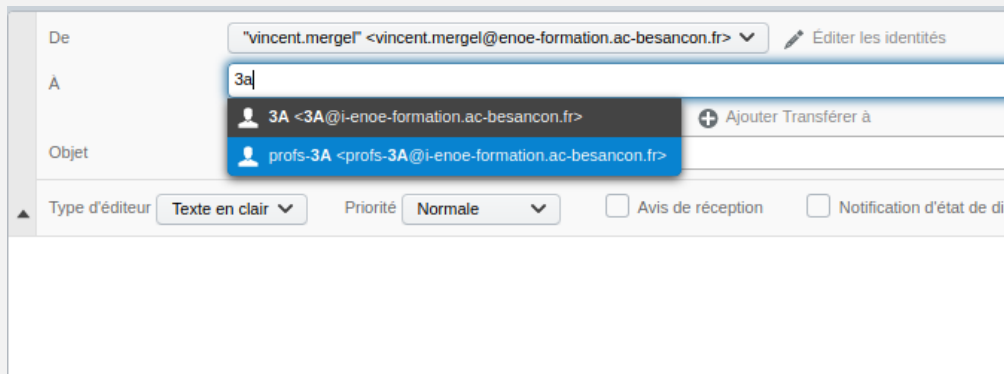 De "vincent.mergel" <vincent.mergel@enoe-formation.ac-besancon.fr> Éditer les identités
À 3a
3A <3A@i-enoe-formation.ac-besancon.fr> Ajouter Transférer à
profs-3A <profs-3A@i-enoe-formation.ac-besancon.fr>
Objet
Type d'éditeur Texte en clair Priorité Normale Avis de réception Notification d'état de di